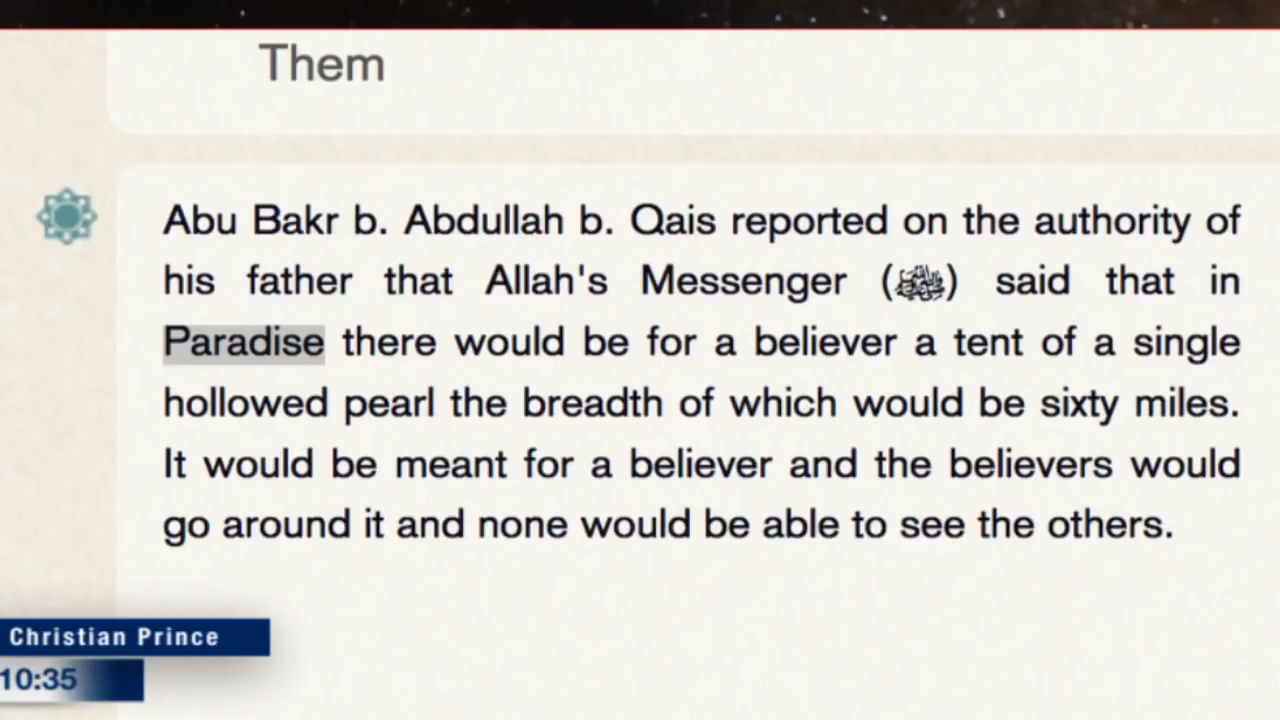 Them
Abu Bakr b. Abdullah b. Qais reported on the authority of
his father that Allah's Messenger (ﷺ) said that in
Paradise there would be for a believer a tent of a single
hollowed pearl the breadth of which would be sixty miles.
It would be meant for a believer and the believers would
go around it and none would be able to see the others.
Christian Prince
10:35